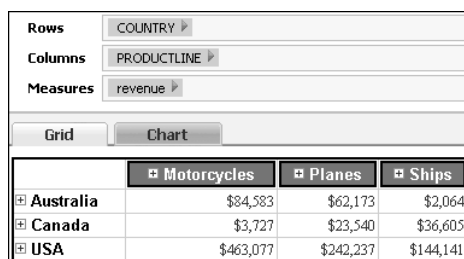 Rows COUNTRY
Columns PRODUCTLINE
Measures revenue
Grid Chart
Motorcycles Planes Ships
Australia $84,583 $62,173 $2,064
Canada $3,727 $23,540 $36,605
USA $463,077 $242,237 $144,141